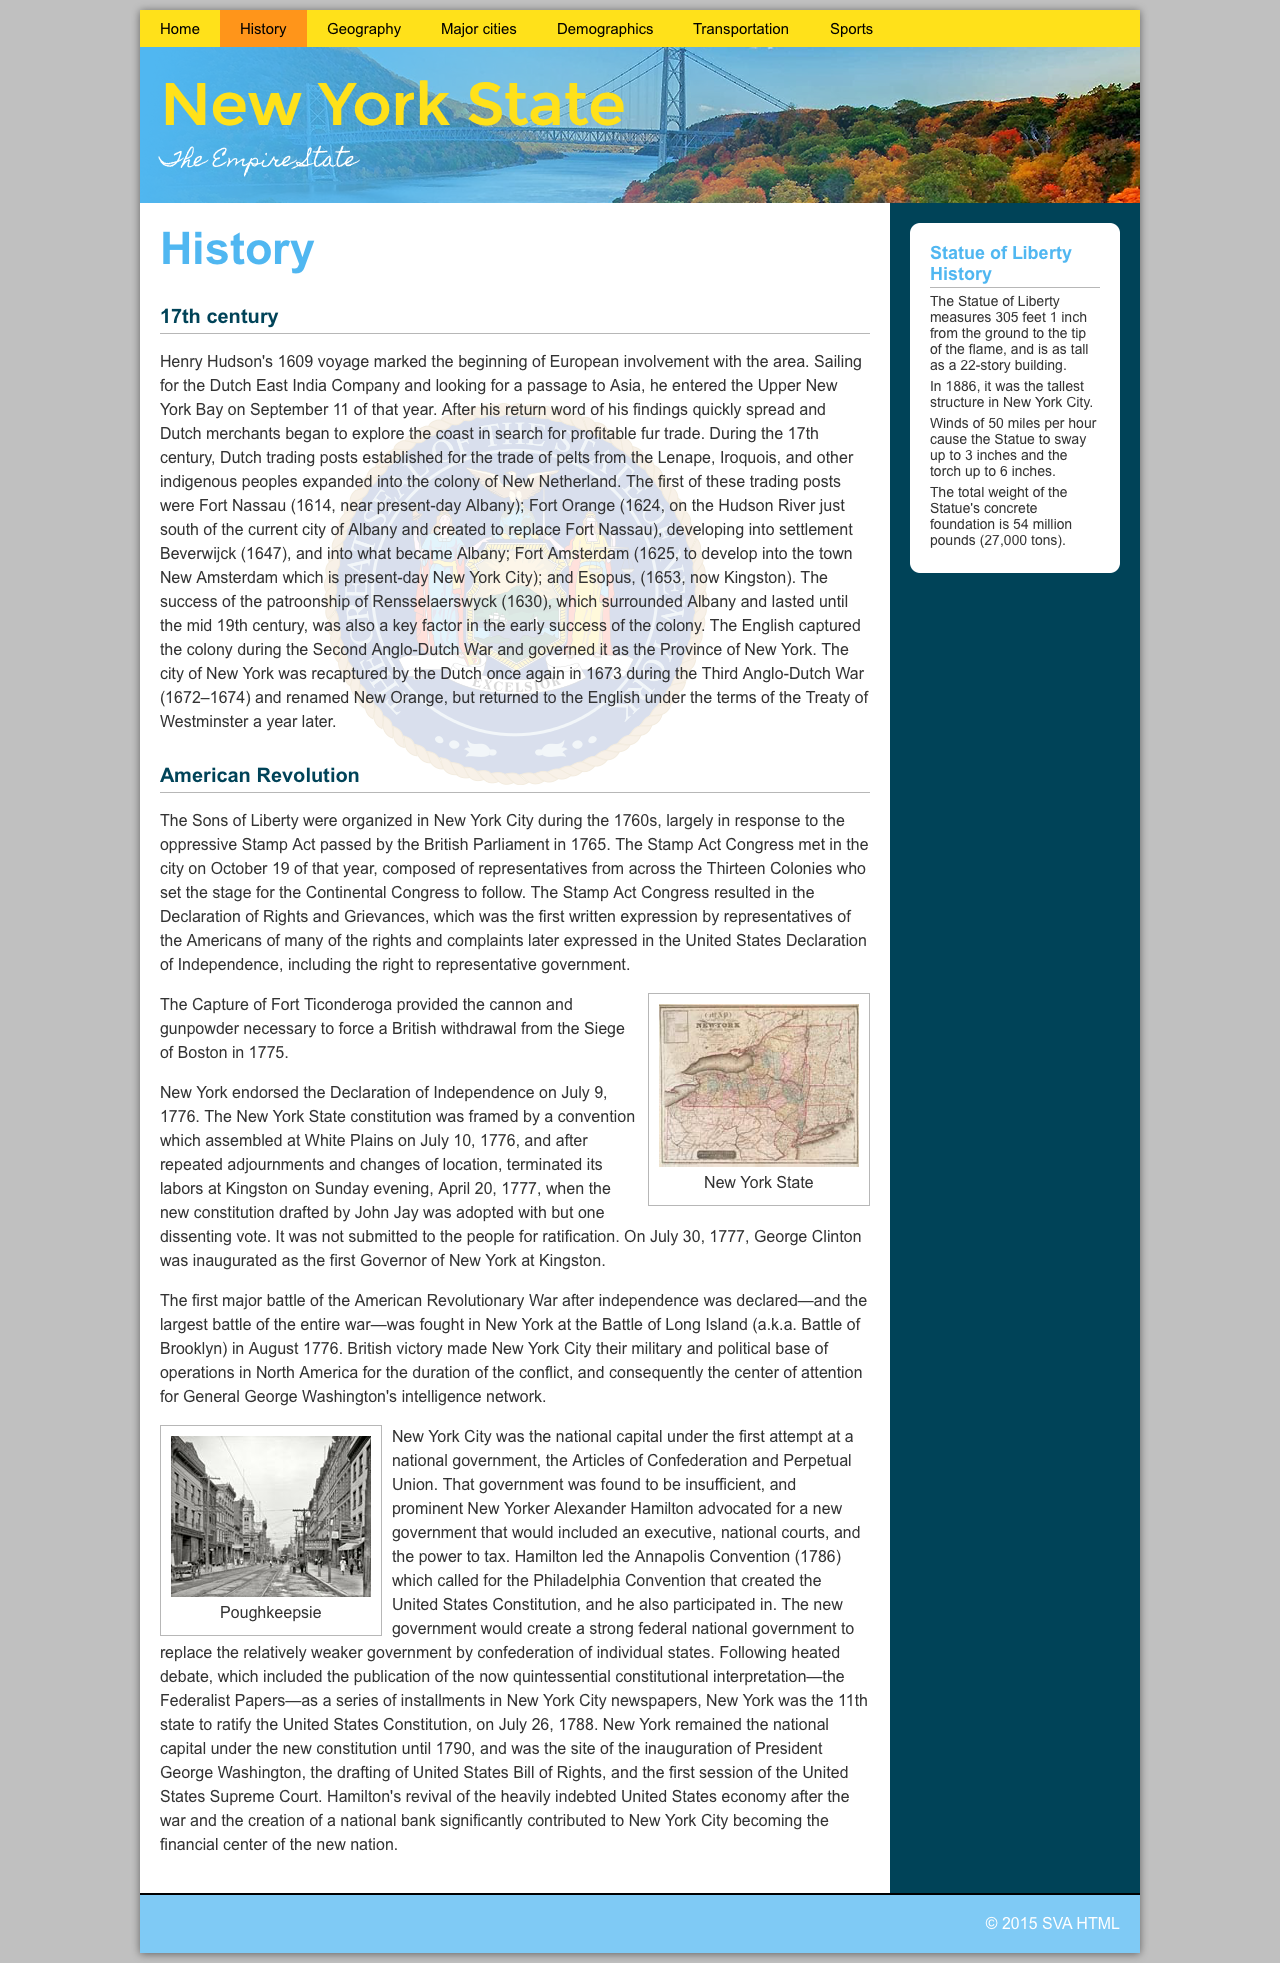 Home History Geography Major cities Demographics Transportation Sports
New York State
The Empire State
History
17th century
Henry Hudson's 1609 voyage marked the beginning of European involvement with the area. Sailing
for the Dutch East India Company and looking for a passage to Asia, he entered the Upper New
York Bay on September 11 of that year. After his return word of his findings quickly spread and
Dutch merchants began to explore the coast in search for profitable fur trade. During the 17th
century, Dutch trading posts established for the trade of pelts from the Lenape, Iroquois, and other
indigenous peoples expanded into the colony of New Netherland. The first of these trading posts
were Fort Nassau (1614, near present-day Albany); Fort Orange (1624, on the Hudson River just
south of the current city of Albany and created to replace Fort Nassau), developing into settlement
Beverwijck (1647), and into what became Albany; Fort Amsterdam (1625, to develop into the town
New Amsterdam which is present-day New York City); and Esopus, (1653, now Kingston). The
success of the patroonship of Rensselaerswyck (1630), which surrounded Albany and lasted until
the mid 19th century, was also a key factor in the early success of the colony. The English captured
the colony during the Second Anglo-Dutch War and governed it as the Province of New York. The
city of New York was recaptured by the Dutch once again in 1673 during the Third Anglo-Dutch War
(1672–1674) and renamed New Orange, but returned to the English under the terms of the Treaty of
Westminster a year later.
THE GREAT SEAL OF THE STATE OF NEW YORK
EXCELSIOR
American Revolution
The Sons of Liberty were organized in New York City during the 1760s, largely in response to the
oppressive Stamp Act passed by the British Parliament in 1765. The Stamp Act Congress met in the
city on October 19 of that year, composed of representatives from across the Thirteen Colonies who
set the stage for the Continental Congress to follow. The Stamp Act Congress resulted in the
Declaration of Rights and Grievances, which was the first written expression by representatives of
the Americans of many of the rights and complaints later expressed in the United States Declaration
of Independence, including the right to representative government.
The Capture of Fort Ticonderoga provided the cannon and
gunpowder necessary to force a British withdrawal from the Siege
of Boston in 1775.
New York endorsed the Declaration of Independence on July 9,
1776. The New York State constitution was framed by a convention
which assembled at White Plains on July 10, 1776, and after
repeated adjournments and changes of location, terminated its
labors at Kingston on Sunday evening, April 20, 1777, when the
new constitution drafted by John Jay was adopted with but one
dissenting vote. It was not submitted to the people for ratification. On July 30, 1777, George Clinton
was inaugurated as the first Governor of New York at Kingston.
NEW-YORK
New York State
The first major battle of the American Revolutionary War after independence was declared—and the
largest battle of the entire war—was fought in New York at the Battle of Long Island (a.k.a. Battle of
Brooklyn) in August 1776. British victory made New York City their military and political base of
operations in North America for the duration of the conflict, and consequently the center of attention
for General George Washington's intelligence network.
Poughkeepsie
New York City was the national capital under the first attempt at a
national government, the Articles of Confederation and Perpetual
Union. That government was found to be insufficient, and
prominent New Yorker Alexander Hamilton advocated for a new
government that would included an executive, national courts, and
the power to tax. Hamilton led the Annapolis Convention (1786)
which called for the Philadelphia Convention that created the
United States Constitution, and he also participated in. The new
government would create a strong federal national government to
replace the relatively weaker government by confederation of individual states. Following heated
debate, which included the publication of the now quintessential constitutional interpretation—the
Federalist Papers—as a series of installments in New York City newspapers, New York was the 11th
state to ratify the United States Constitution, on July 26, 1788. New York remained the national
capital under the new constitution until 1790, and was the site of the inauguration of President
George Washington, the drafting of United States Bill of Rights, and the first session of the United
States Supreme Court. Hamilton's revival of the heavily indebted United States economy after the
war and the creation of a national bank significantly contributed to New York City becoming the
financial center of the new nation.
Statue of Liberty
History
The Statue of Liberty
measures 305 feet 1 inch
from the ground to the tip
of the flame, and is as tall
as a 22-story building.
In 1886, it was the tallest
structure in New York City.
Winds of 50 miles per hour
cause the Statue to sway
up to 3 inches and the
torch up to 6 inches.
The total weight of the
Statue's concrete
foundation is 54 million
pounds (27,000 tons).
© 2015 SVA HTML